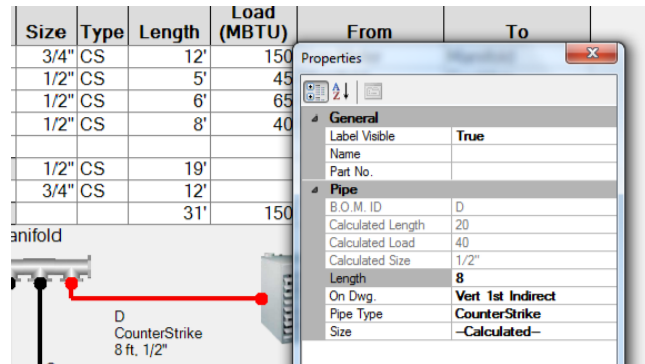 Size Type Length Load (MBTU) From To
3/4" CS 12' 150
1/2" CS 5' 45
1/2" CS 6' 65
1/2" CS 8' 40
1/2" CS 19'
3/4" CS 12'
31' 150
anifold
D
CounterStrike
8 ft, 1/2"
Properties
General
Label Visible True
Name
Part No.
Pipe
B.O.M. ID D
Calculated Length 20
Calculated Load 40
Calculated Size 1/2"
Length 8
On Dwg. Vert 1st Indirect
Pipe Type CounterStrike
Size --Calculated--